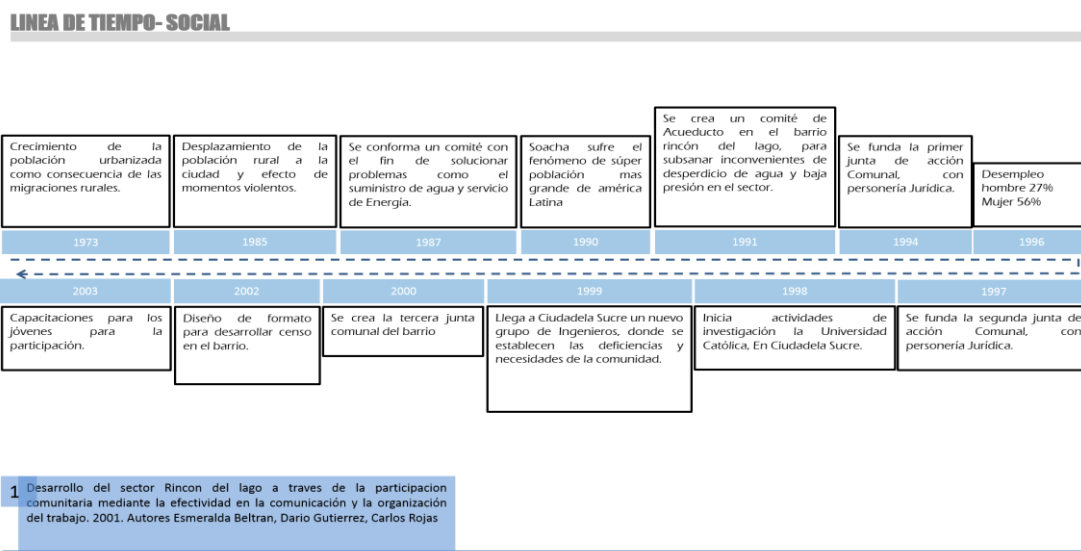 LINEA DE TIEMPO- SOCIAL
Crecimiento de la
población urbanizada
como consecuencia de las
migraciones rurales.
Desplazamiento de la
población rural a la
ciudad y efecto de
momentos violentos.
Se conforma un comité con
el fin de solucionar
problemas como el
suministro de agua y servicio
de Energía.
Soacha sufre el
fenómeno de súper
población mas
grande de américa
Latina
Se crea un comité de
Acueducto en el barrio
rincón del lago, para
subsanar inconvenientes de
desperdicio de agua y baja
presión en el sector.
Se funda la primer
junta de acción
Comunal, con
personería Jurídica.
Desempleo
hombre 27%
Mujer 56%
1973
1985
1987
1990
1991
1994
1996
2003
2002
2000
1999
1998
1997
Capacitaciones para los
jóvenes para la
participación.
Diseño de formato
para desarrollar censo
en el barrio.
Se crea la tercera junta
comunal del barrio
Llega a Ciudadela Sucre un nuevo
grupo de Ingenieros, donde se
establecen las deficiencias y
necesidades de la comunidad.
Inicia actividades de
investigación la Universidad
Católica, En Ciudadela Sucre.
Se funda la segunda junta de
acción Comunal, con
personería Jurídica.
1 Desarrollo del sector Rincon del lago a traves de la participacion
comunitaria mediante la efectividad en la comunicación y la organización
del trabajo. 2001. Autores Esmeralda Beltran, Dario Gutierrez, Carlos Rojas